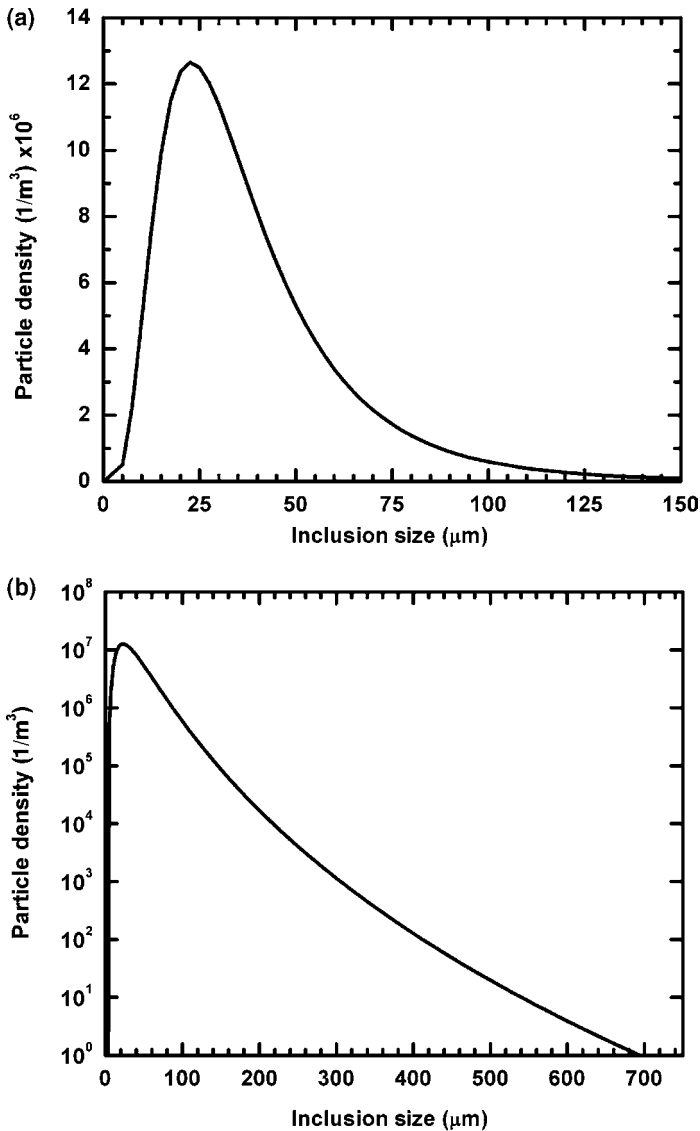 (a)
14
12
10
8
6
4
2
0
Particle density (1/m³) x10⁶
0 25 50 75 100 125 150
Inclusion size (μm)
(b)
10⁸
10⁷
10⁶
10⁵
10⁴
10³
10²
10¹
10⁰
Particle density (1/m³)
0 100 200 300 400 500 600 700
Inclusion size (μm)